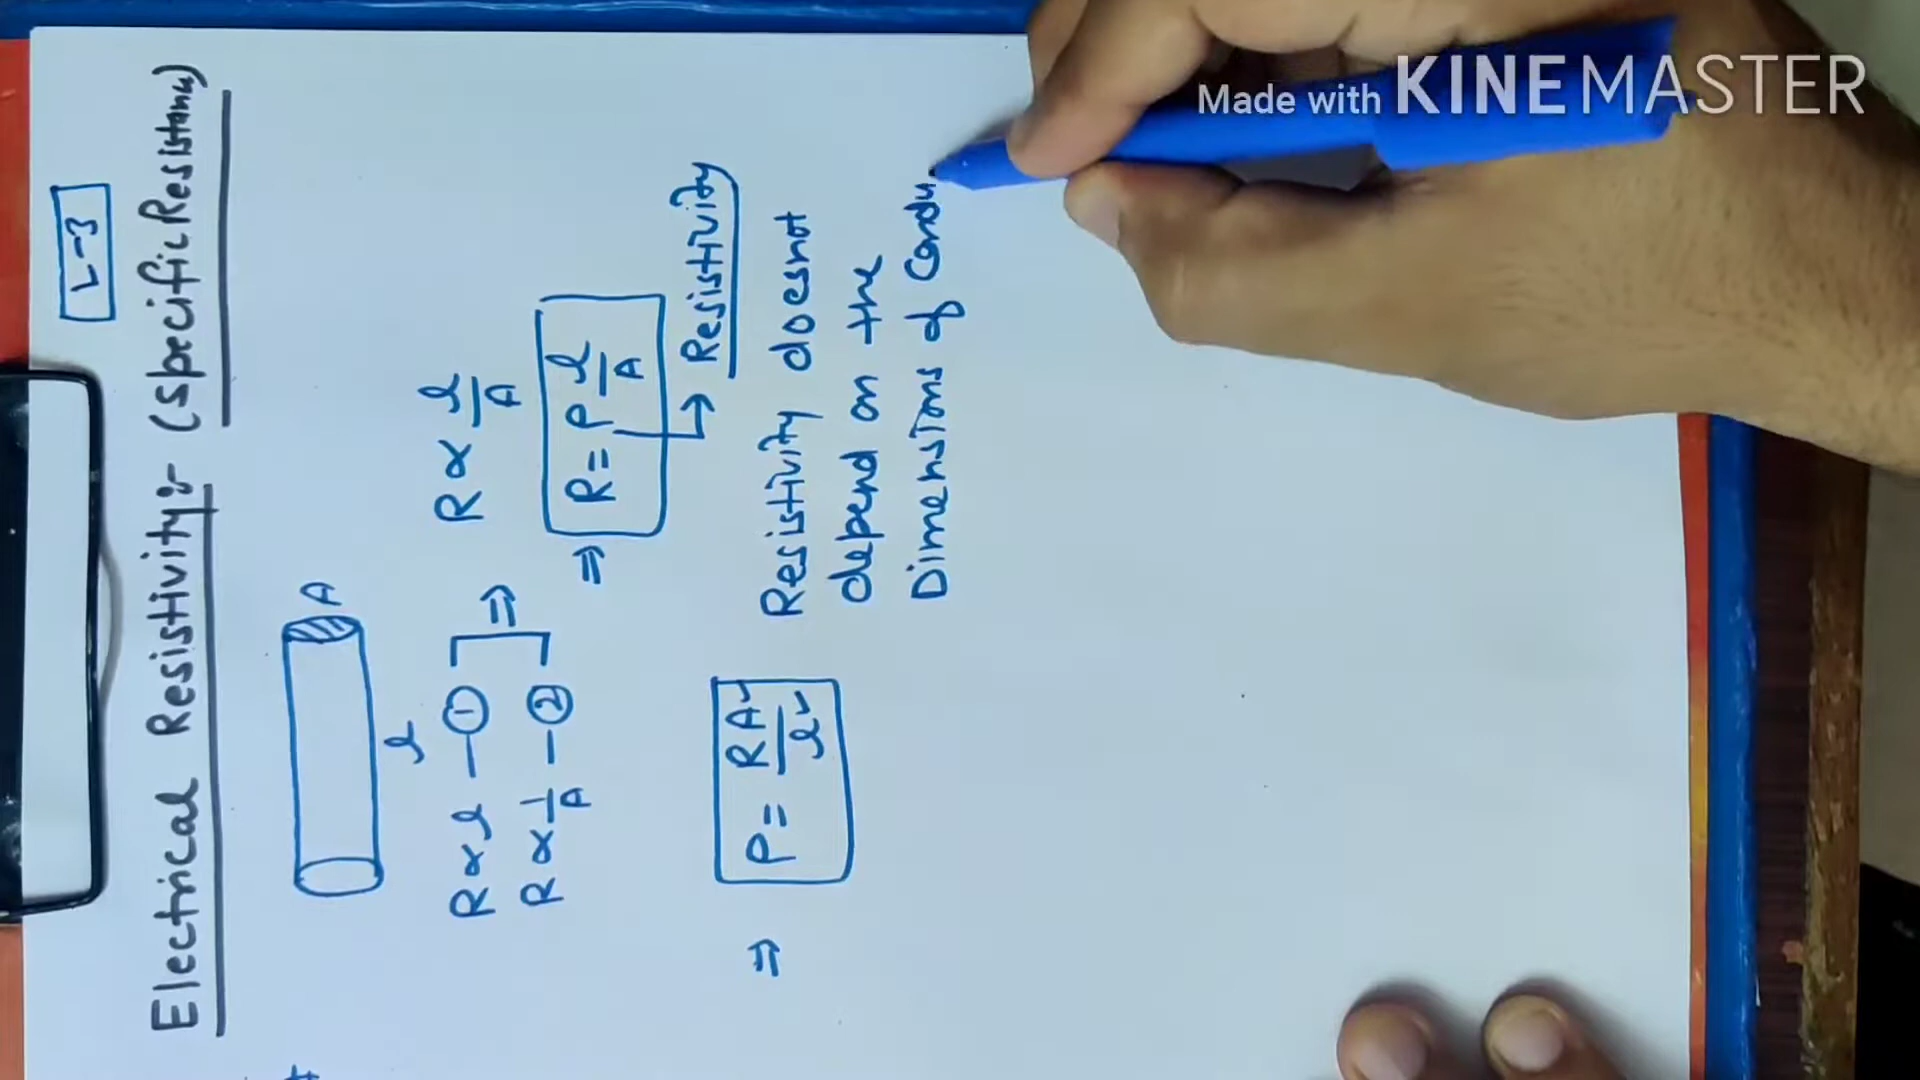 L-3
Electrical Resistivity:- (Specific Resistance)
A
l
R ∝ l —①
R ∝ 1/A —②
⇒ R ∝ l/A
⇒ R = ρ l/A
↳ Resistivity
⇒ ρ = RA/l
Resistivity doesnot
depend on the
Dimensions of Condu
Made with KINEMASTER